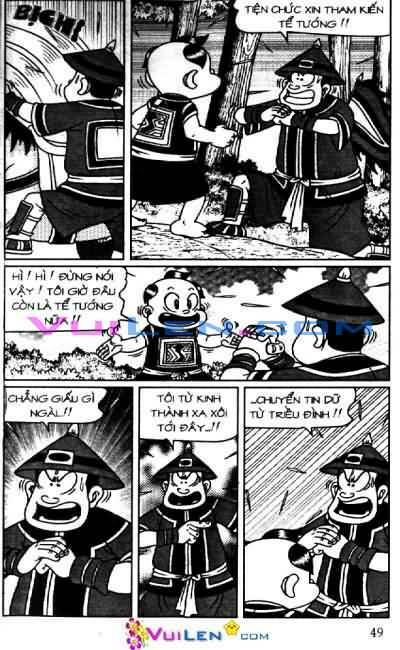 BỊCH!
TIỆN CHỨC XIN THAM KIẾN
TỂ TƯỚNG !!
HÌ ! HÌ ! ĐỪNG NÓI
VẬY ! TÔI GIỜ ĐÂU
CÒN LÀ TỂ TƯỚNG
NỮA !!
VuiLen.com
CHẲNG GIẤU GÌ
NGÀI..!!
TÔI TỪ KINH
THÀNH XA XÔI
TỚI ĐÂY...!!
..CHUYỂN TIN DỮ
TỪ TRIỀU ĐÌNH !!
VuiLen.com
49